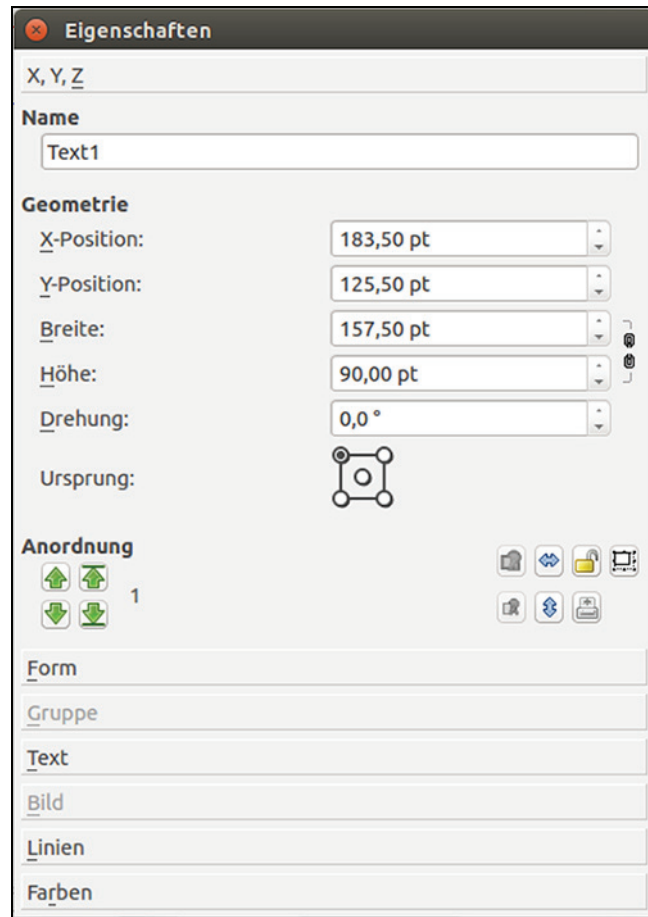 Eigenschaften
X, Y, Z
Name
Text1
Geometrie
X-Position: 183,50 pt
Y-Position: 125,50 pt
Breite: 157,50 pt
Höhe: 90,00 pt
Drehung: 0,0 °
Ursprung:
Anordnung
1
Form
Gruppe
Text
Bild
Linien
Farben